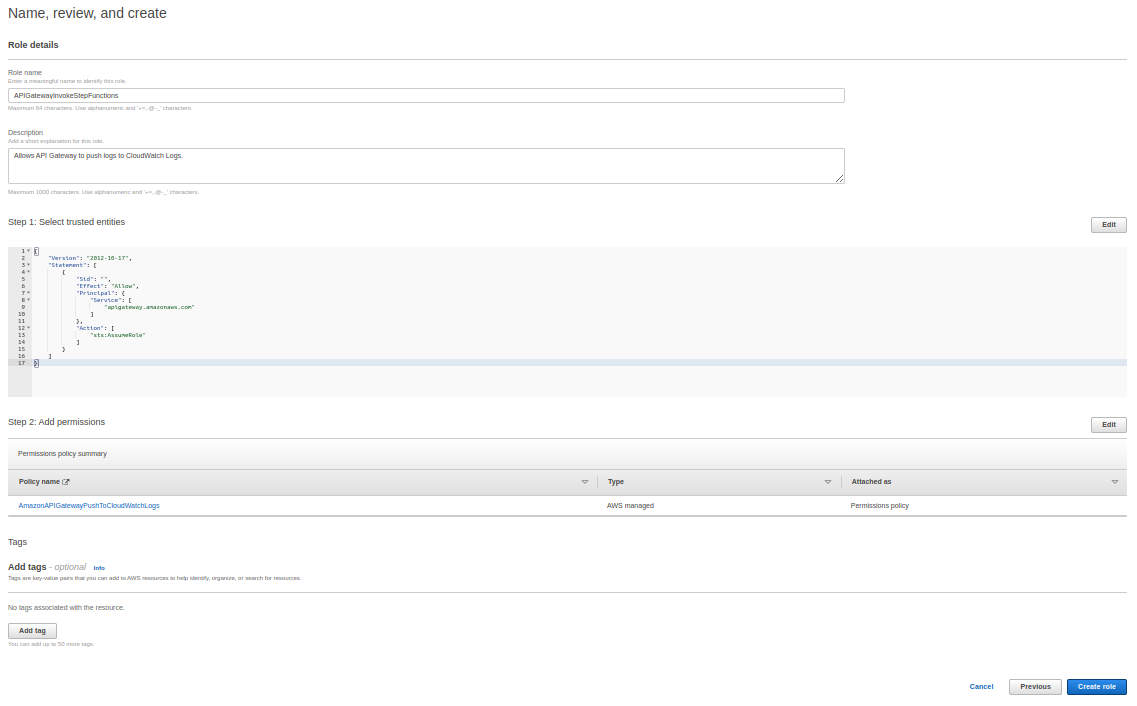 Name, review, and create
Role details
Role name
Enter a meaningful name to identify this role.
APIGatewayInvokeStepFunctions
Maximum 64 characters. Use alphanumeric and '+=,.@-_' characters.
Description
Add a short explanation for this role.
Allows API Gateway to push logs to CloudWatch Logs.
Maximum 1000 characters. Use alphanumeric and '+=,.@-_' characters.
Step 1: Select trusted entities
Edit
1 {
2 "Version": "2012-10-17",
3 "Statement": [
4 {
5 "Sid": "",
6 "Effect": "Allow",
7 "Principal": {
8 "Service": [
9 "apigateway.amazonaws.com"
10 ]
11 },
12 "Action": [
13 "sts:AssumeRole"
14 ]
15 }
16 ]
17 }
Step 2: Add permissions
Edit
Permissions policy summary
Policy name Type Attached as
AmazonAPIGatewayPushToCloudWatchLogs AWS managed Permissions policy
Tags
Add tags - optional Info
Tags are key-value pairs that you can add to AWS resources to help identify, organize, or search for resources.
No tags associated with the resource.
Add tag
You can add up to 50 more tags.
Cancel Previous Create role